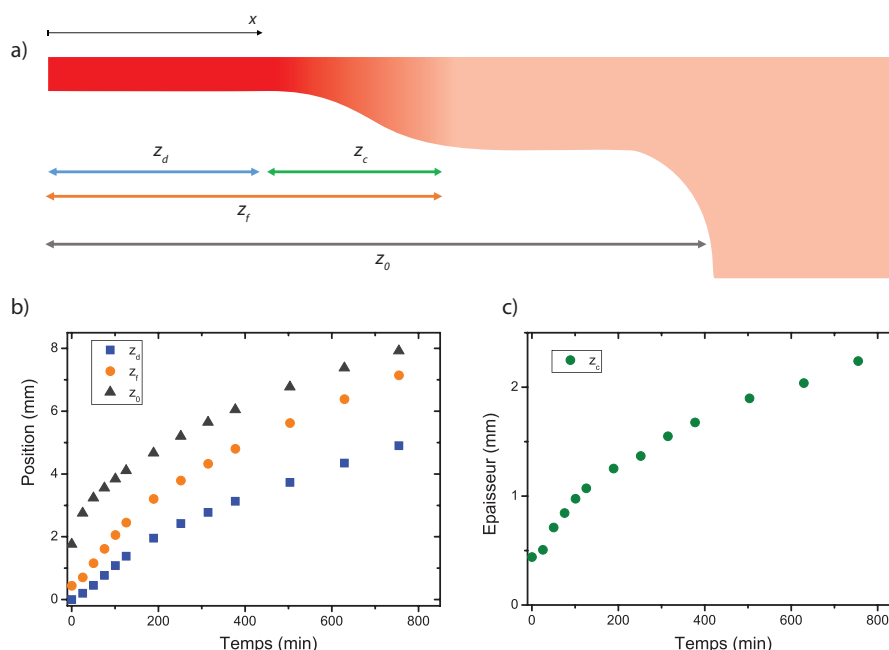 x
a)
z_d z_c
z_f
z_0
b)
c)
z_d
z_f
z_0
z_c
Position (mm)
8
6
4
2
0
0 200 400 600 800
Temps (min)
Epaisseur (mm)
2
1
0
0 200 400 600 800
Temps (min)